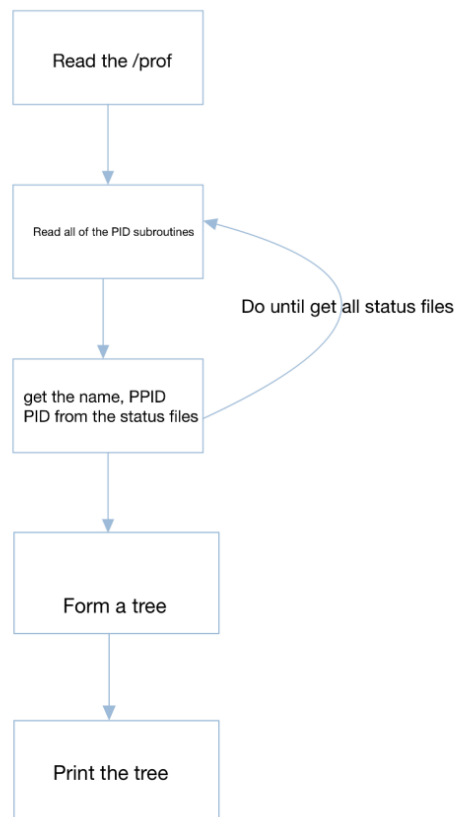 Read the /prof
Read all of the PID subroutines
Do until get all status files
get the name, PPID
PID from the status files
Form a tree
Print the tree